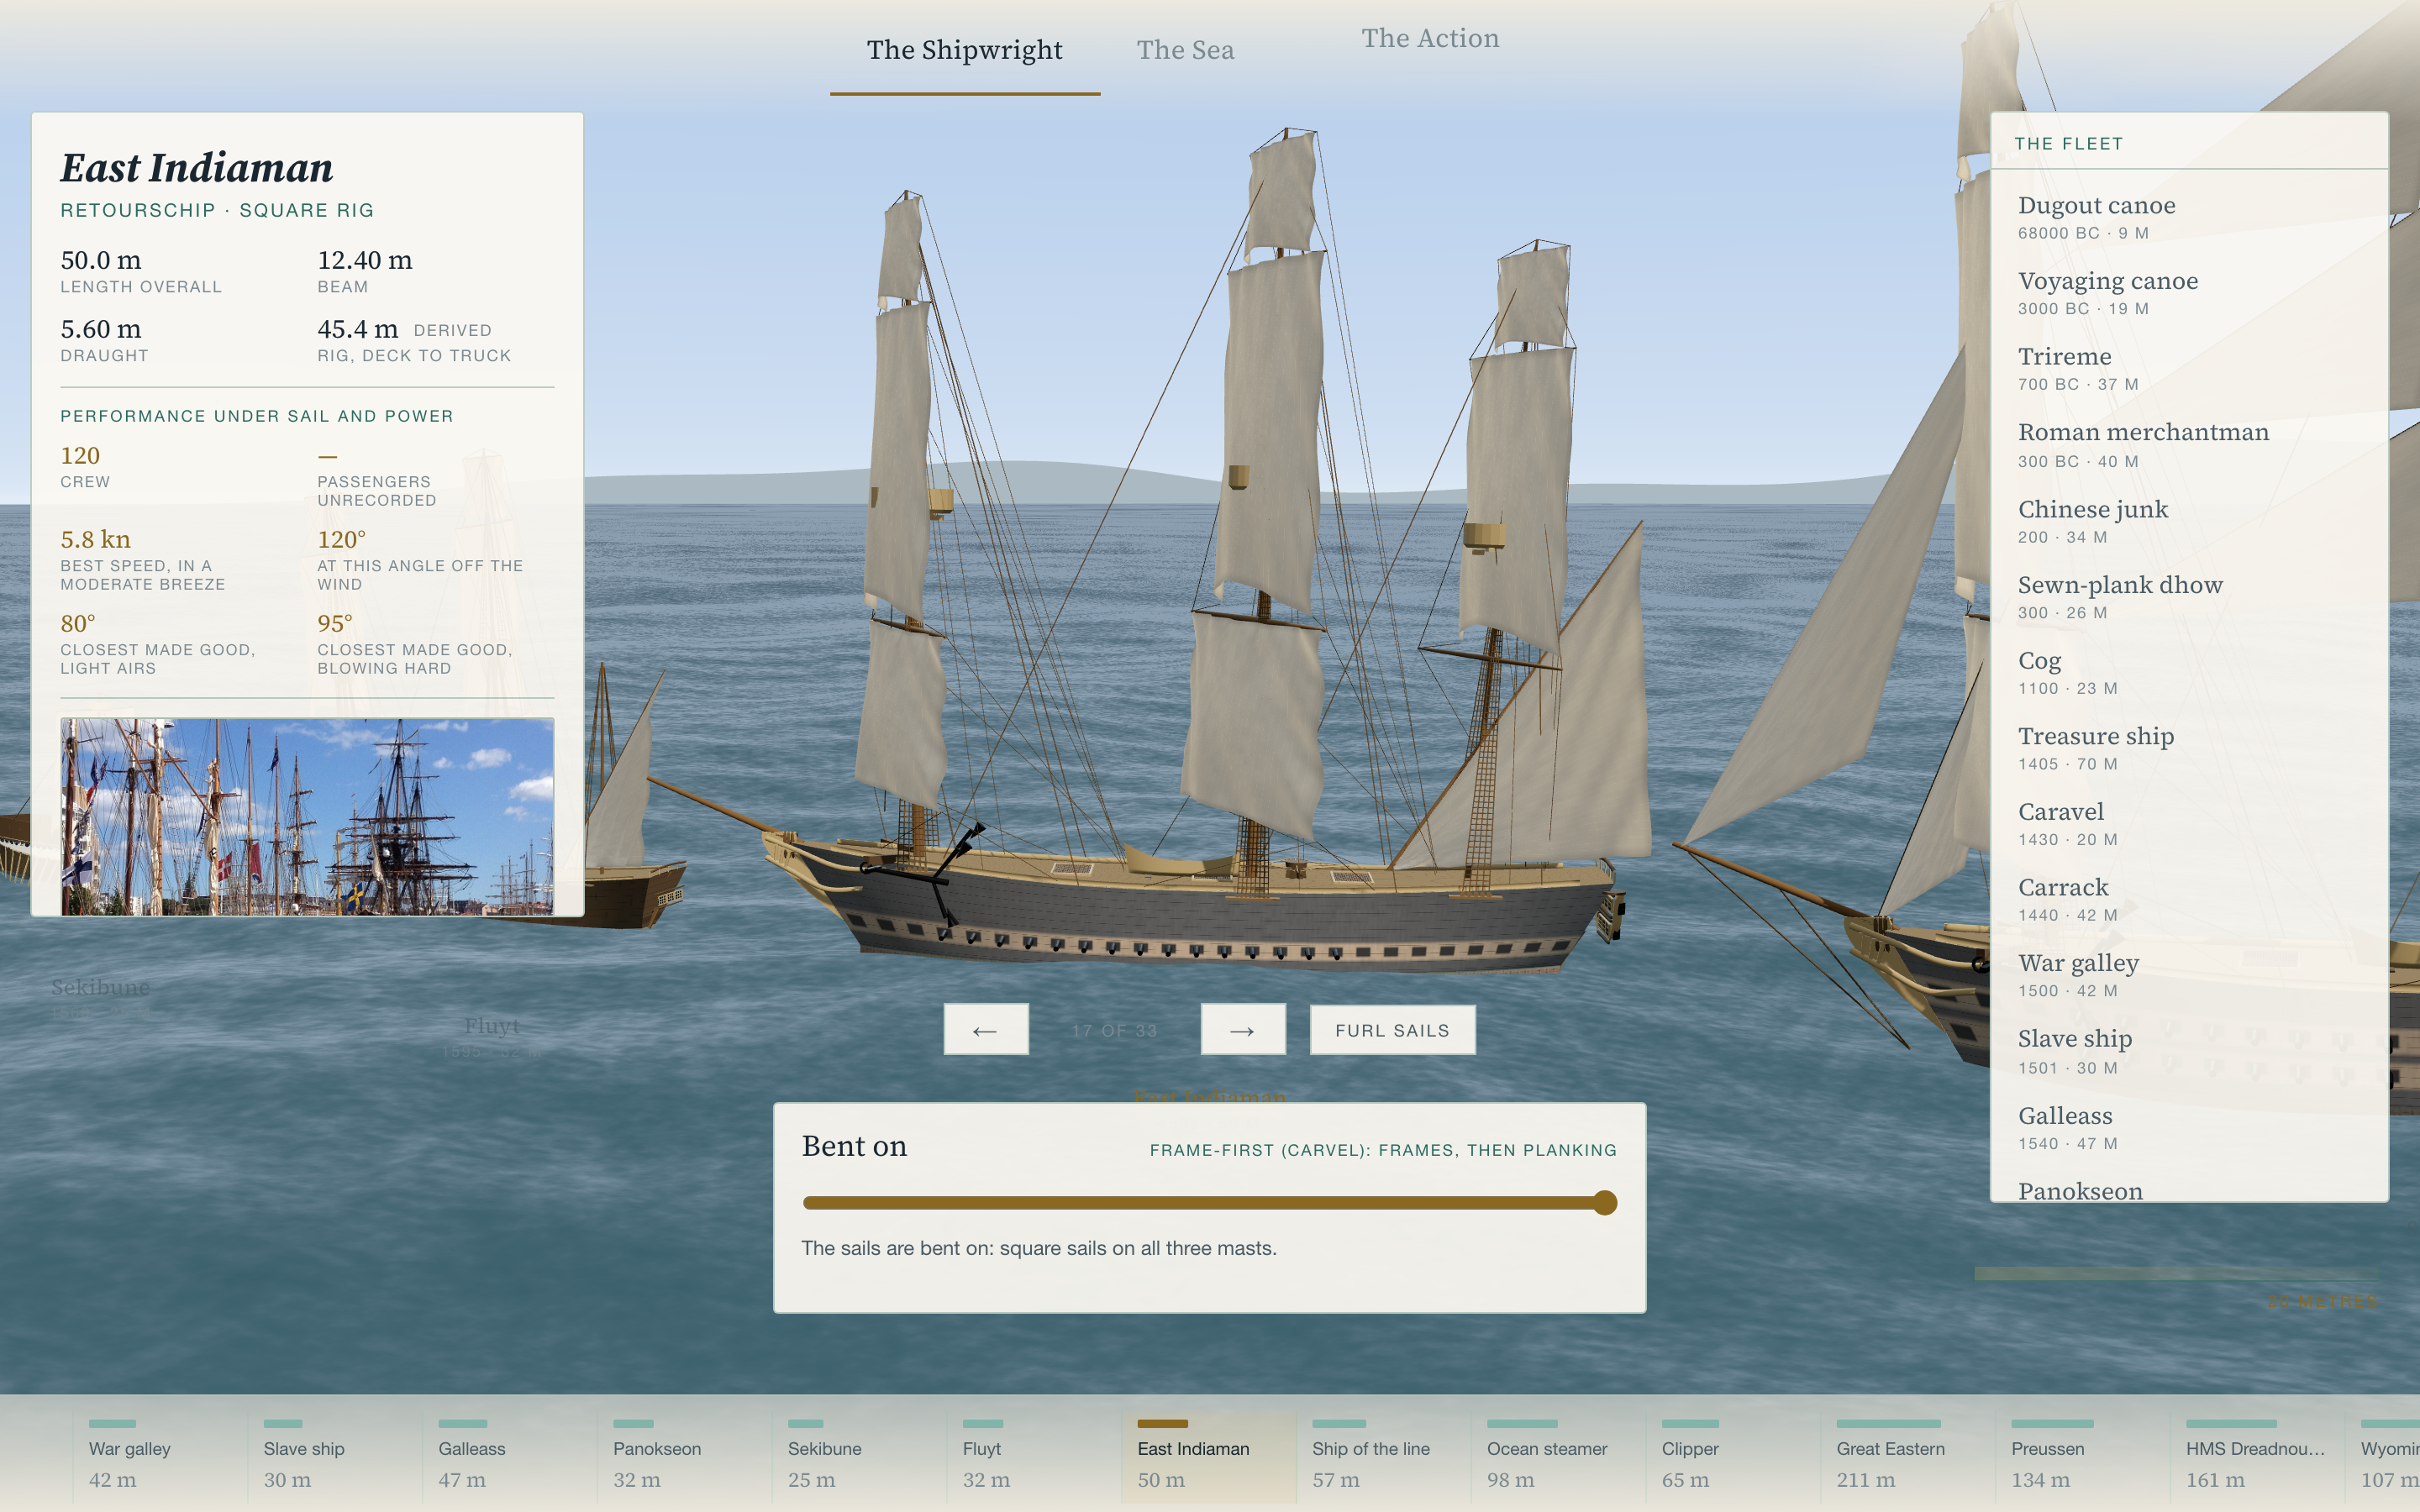 The Shipwright
The Sea
The Action
East Indiaman
RETOURSCHIP · SQUARE RIG
50.0 m
LENGTH OVERALL
12.40 m
BEAM
5.60 m
DRAUGHT
45.4 m DERIVED
RIG, DECK TO TRUCK
PERFORMANCE UNDER SAIL AND POWER
120
CREW
—
PASSENGERS
UNRECORDED
5.8 kn
BEST SPEED, IN A
MODERATE BREEZE
120°
AT THIS ANGLE OFF THE
WIND
80°
CLOSEST MADE GOOD,
LIGHT AIRS
95°
CLOSEST MADE GOOD,
BLOWING HARD
THE FLEET
Dugout canoe
68000 BC · 9 M
Voyaging canoe
3000 BC · 19 M
Trireme
700 BC · 37 M
Roman merchantman
300 BC · 40 M
Chinese junk
200 · 34 M
Sewn-plank dhow
300 · 26 M
Cog
1100 · 23 M
Treasure ship
1405 · 70 M
Caravel
1430 · 20 M
Carrack
1440 · 42 M
War galley
1500 · 42 M
Slave ship
1501 · 30 M
Galleass
1540 · 47 M
Panokseon
Sekibune
Fluyt
1595 · 32 M
←
17 OF 33
→
FURL SAILS
East Indiaman
Bent on
FRAME-FIRST (CARVEL): FRAMES, THEN PLANKING
The sails are bent on: square sails on all three masts.
20 METRES
War galley
42 m
Slave ship
30 m
Galleass
47 m
Panokseon
32 m
Sekibune
25 m
Fluyt
32 m
East Indiaman
50 m
Ship of the line
57 m
Ocean steamer
98 m
Clipper
65 m
Great Eastern
211 m
Preussen
134 m
HMS Dreadnou…
161 m
Wyomin
107 m